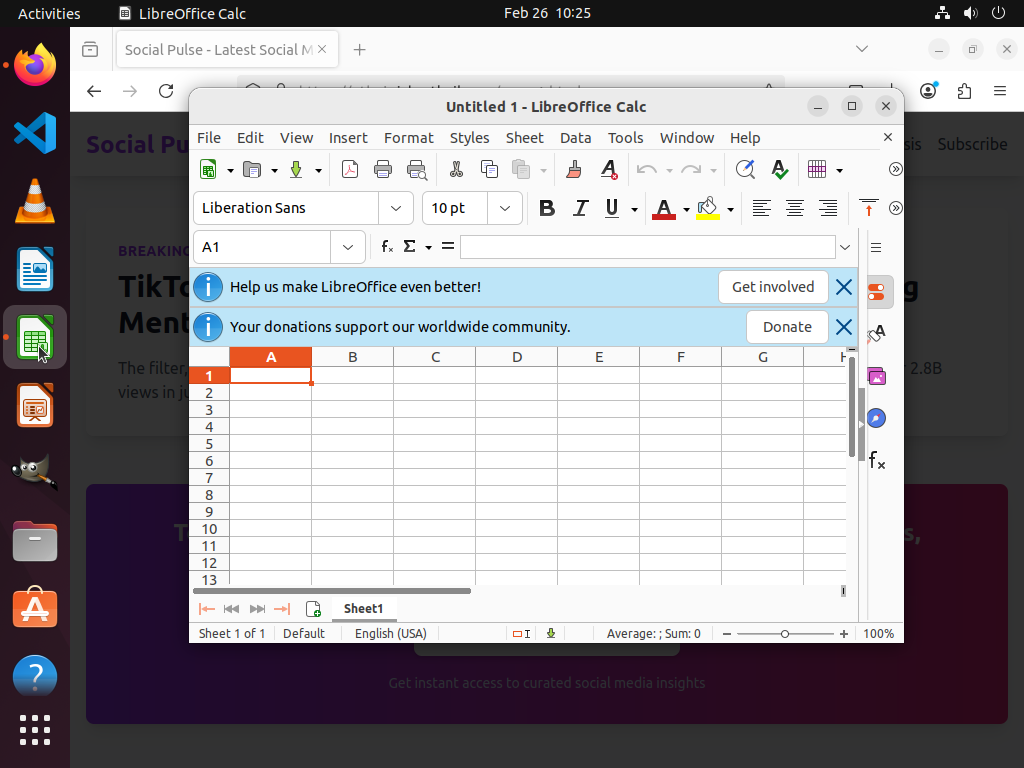 Activities
LibreOffice Calc
Feb 26 10:25
Social Pulse - Latest Social M
Untitled 1 - LibreOffice Calc
File Edit View Insert Format Styles Sheet Data Tools Window Help
Liberation Sans
10 pt
A1
Help us make LibreOffice even better!
Get involved
Your donations support our worldwide community.
Donate
A B C D E F G H
1
2
3
4
5
6
7
8
9
10
11
12
13
Sheet1
Sheet 1 of 1
Default
English (USA)
Average: ; Sum: 0
100%
Social Pu
sis
Subscribe
BREAKING
TikTo
g
Ment
The filter,
2.8B
views in ju
T
s,
Get instant access to curated social media insights